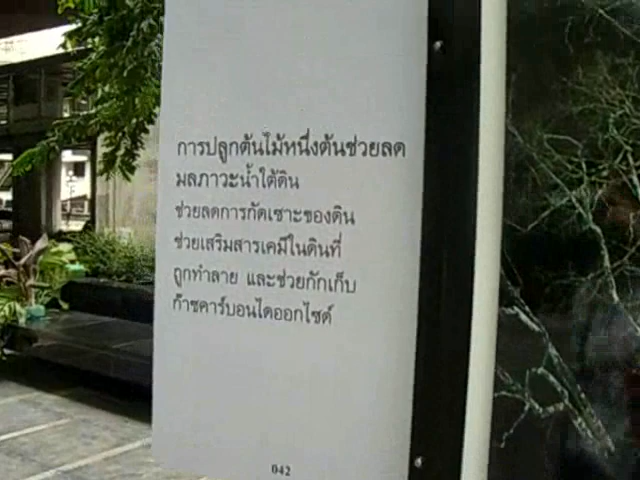 การปลูกต้นไม้หนึ่งต้นช่วยลด
มลภาวะน้ำใต้ดิน
ช่วยลดการกัดเซาะของดิน
ช่วยเสริมสารเคมีในดินที่
ถูกทำลาย และช่วยกักเก็บ
ก๊าซคาร์บอนไดออกไซด์
042